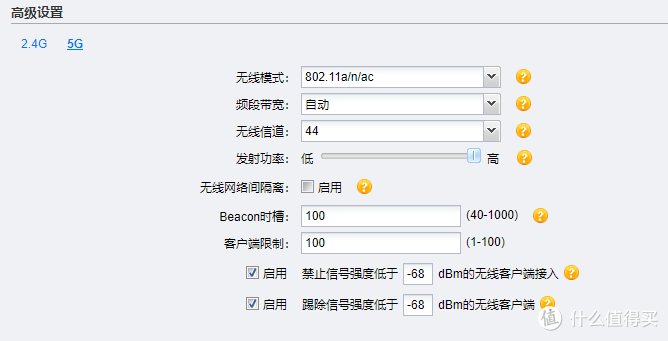 高级设置
2.4G 5G
无线模式: 802.11a/n/ac ?
频段带宽: 自动 ?
无线信道: 44 ?
发射功率: 低 高 ?
无线网络间隔离: 启用 ?
Beacon时槽: 100 (40-1000) ?
客户端限制: 100 (1-100)
启用 禁止信号强度低于 -68 dBm的无线客户端接入 ?
启用 踢除信号强度低于 -68 dBm的无线客户端 ?
值 什么值得买